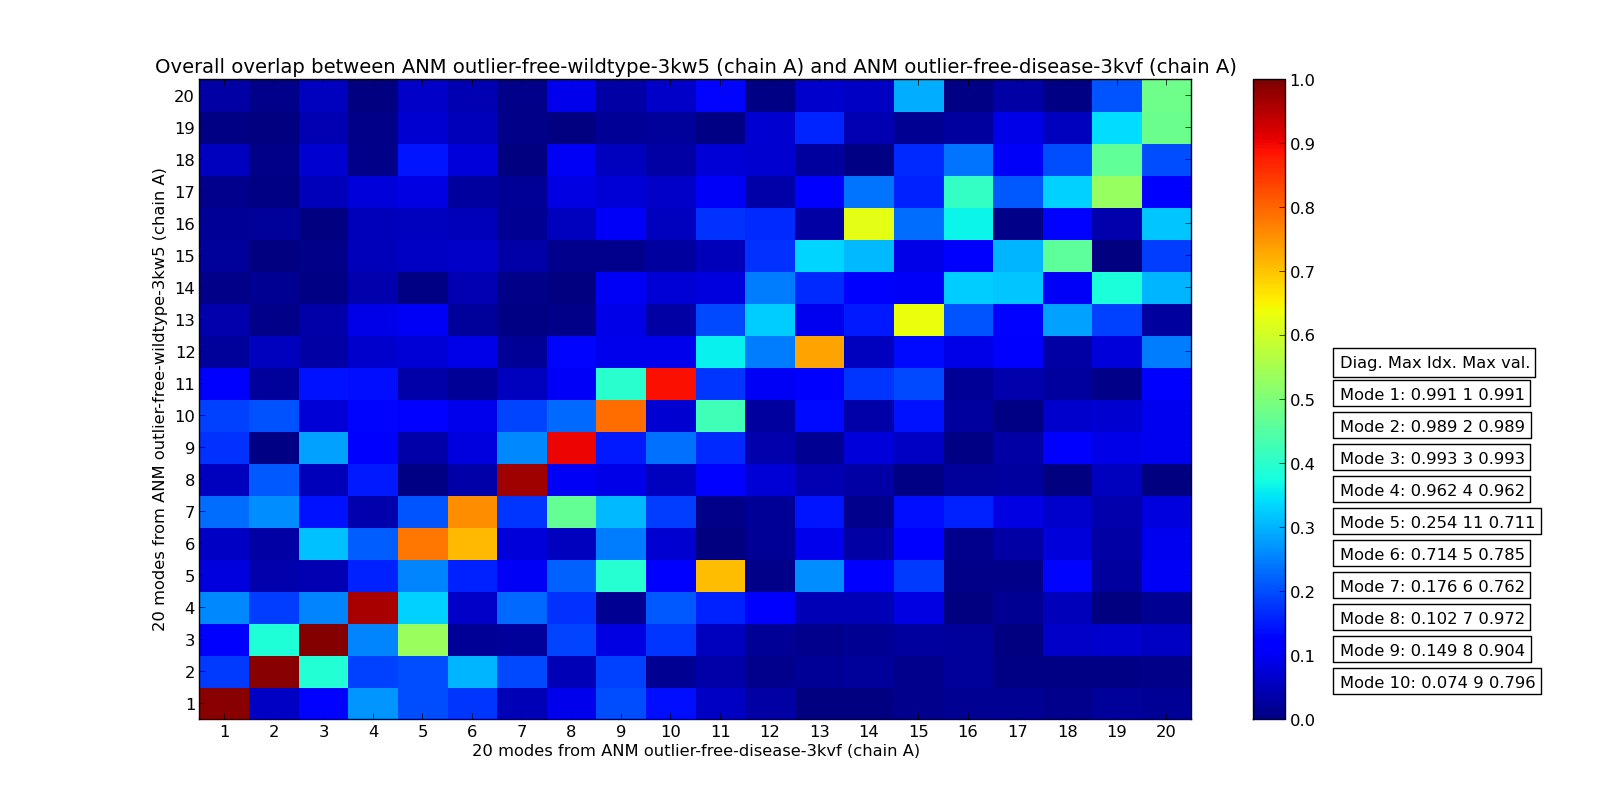 Overall overlap between ANM outlier-free-wildtype-3kw5 (chain A) and ANM outlier-free-disease-3kvf (chain A)
20 modes from ANM outlier-free-wildtype-3kw5 (chain A)
20
19
18
17
16
15
14
13
12
11
10
9
8
7
6
5
4
3
2
1
1 2 3 4 5 6 7 8 9 10 11 12 13 14 15 16 17 18 19 20
20 modes from ANM outlier-free-disease-3kvf (chain A)
1.0
0.9
0.8
0.7
0.6
0.5
0.4
0.3
0.2
0.1
0.0
Diag. Max Idx. Max val.
Mode 1: 0.991 1 0.991
Mode 2: 0.989 2 0.989
Mode 3: 0.993 3 0.993
Mode 4: 0.962 4 0.962
Mode 5: 0.254 11 0.711
Mode 6: 0.714 5 0.785
Mode 7: 0.176 6 0.762
Mode 8: 0.102 7 0.972
Mode 9: 0.149 8 0.904
Mode 10: 0.074 9 0.796